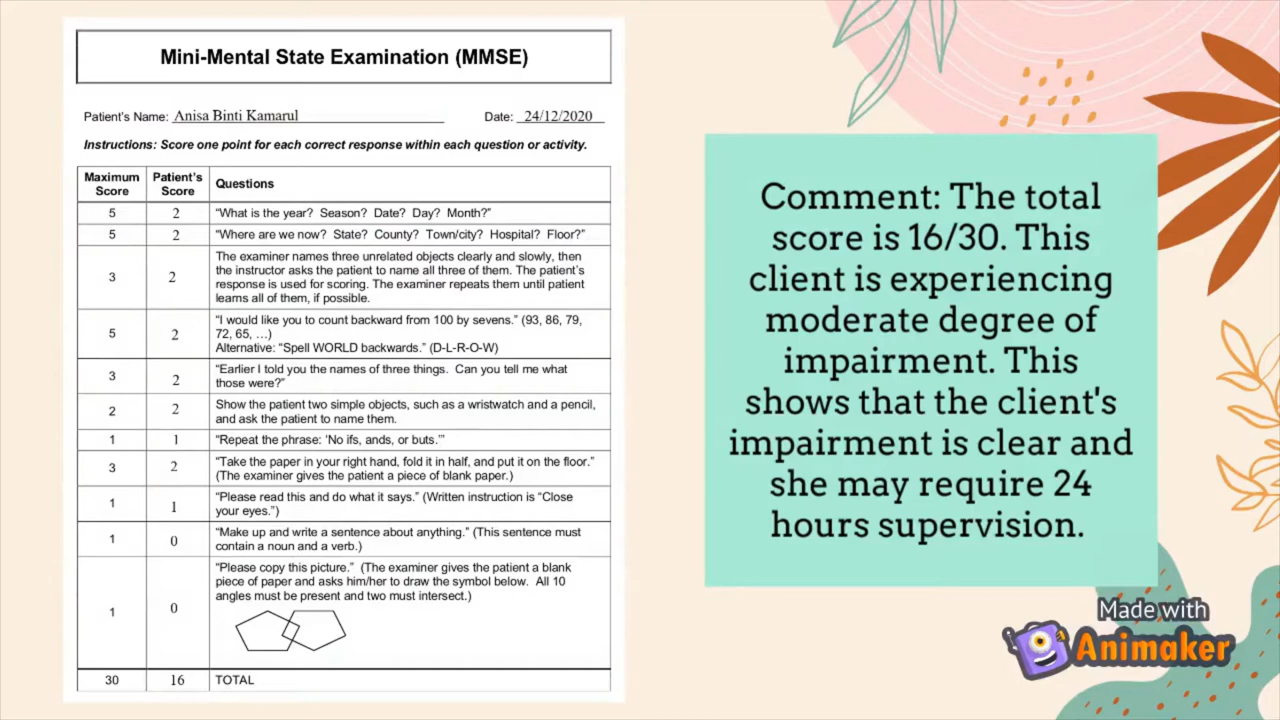 Mini-Mental State Examination (MMSE)
Patient's Name: Anisa Binti Kamarul Date: 24/12/2020
Instructions: Score one point for each correct response within each question or activity.
Maximum Score Patient's Score Questions
5 2 “What is the year? Season? Date? Day? Month?”
5 2 “Where are we now? State? County? Town/city? Hospital? Floor?”
The examiner names three unrelated objects clearly and slowly, then
the instructor asks the patient to name all three of them. The patient's
3 2 response is used for scoring. The examiner repeats them until patient
learns all of them, if possible.
“I would like you to count backward from 100 by sevens.” (93, 86, 79,
5 2 72, 65, …)
Alternative: “Spell WORLD backwards.” (D-L-R-O-W)
3 2 “Earlier I told you the names of three things. Can you tell me what
those were?”
2 2 Show the patient two simple objects, such as a wristwatch and a pencil,
and ask the patient to name them.
1 1 “Repeat the phrase: ‘No ifs, ands, or buts.’”
3 2 “Take the paper in your right hand, fold it in half, and put it on the floor.”
(The examiner gives the patient a piece of blank paper.)
1 1 “Please read this and do what it says.” (Written instruction is “Close
your eyes.”)
1 0 “Make up and write a sentence about anything.” (This sentence must
contain a noun and a verb.)
“Please copy this picture.” (The examiner gives the patient a blank
piece of paper and asks him/her to draw the symbol below. All 10
angles must be present and two must intersect.)
1 0
30 16 TOTAL
Comment: The total
score is 16/30. This
client is experiencing
moderate degree of
impairment. This
shows that the client's
impairment is clear and
she may require 24
hours supervision.
Made with
Animaker